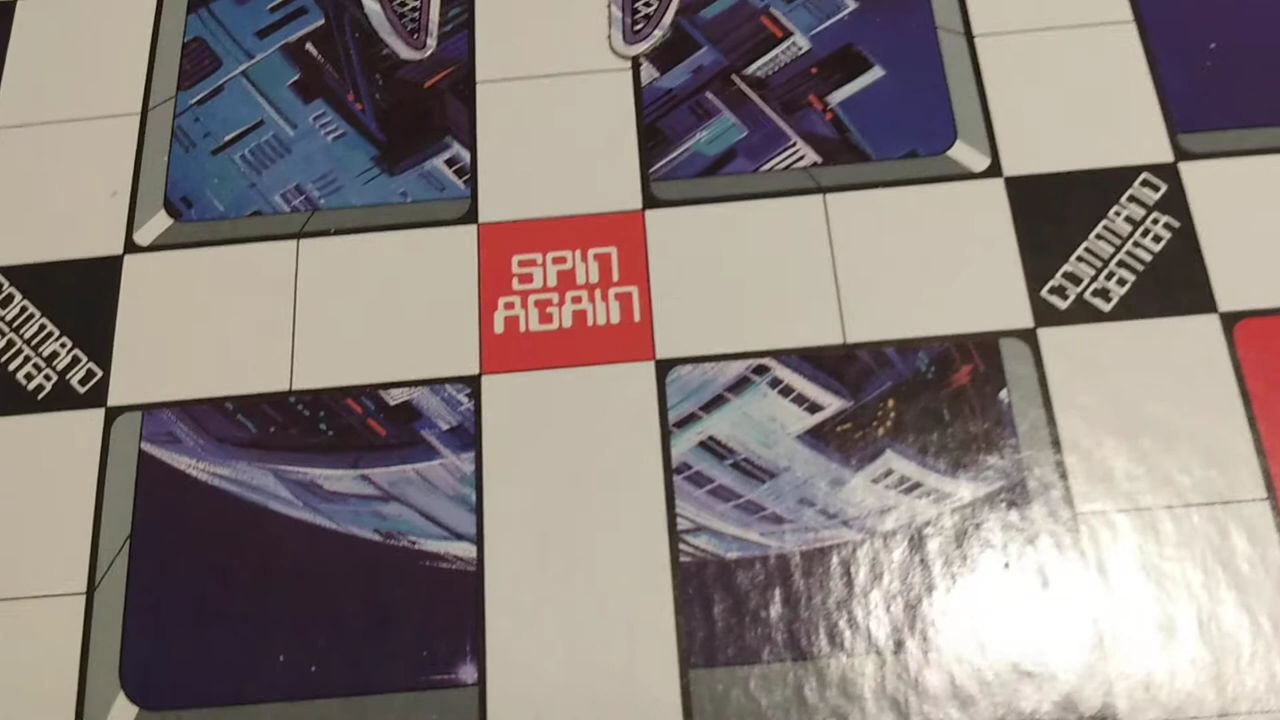 SPIN
AGAIN
COMMAND
CENTER
COMMAND
CENTER